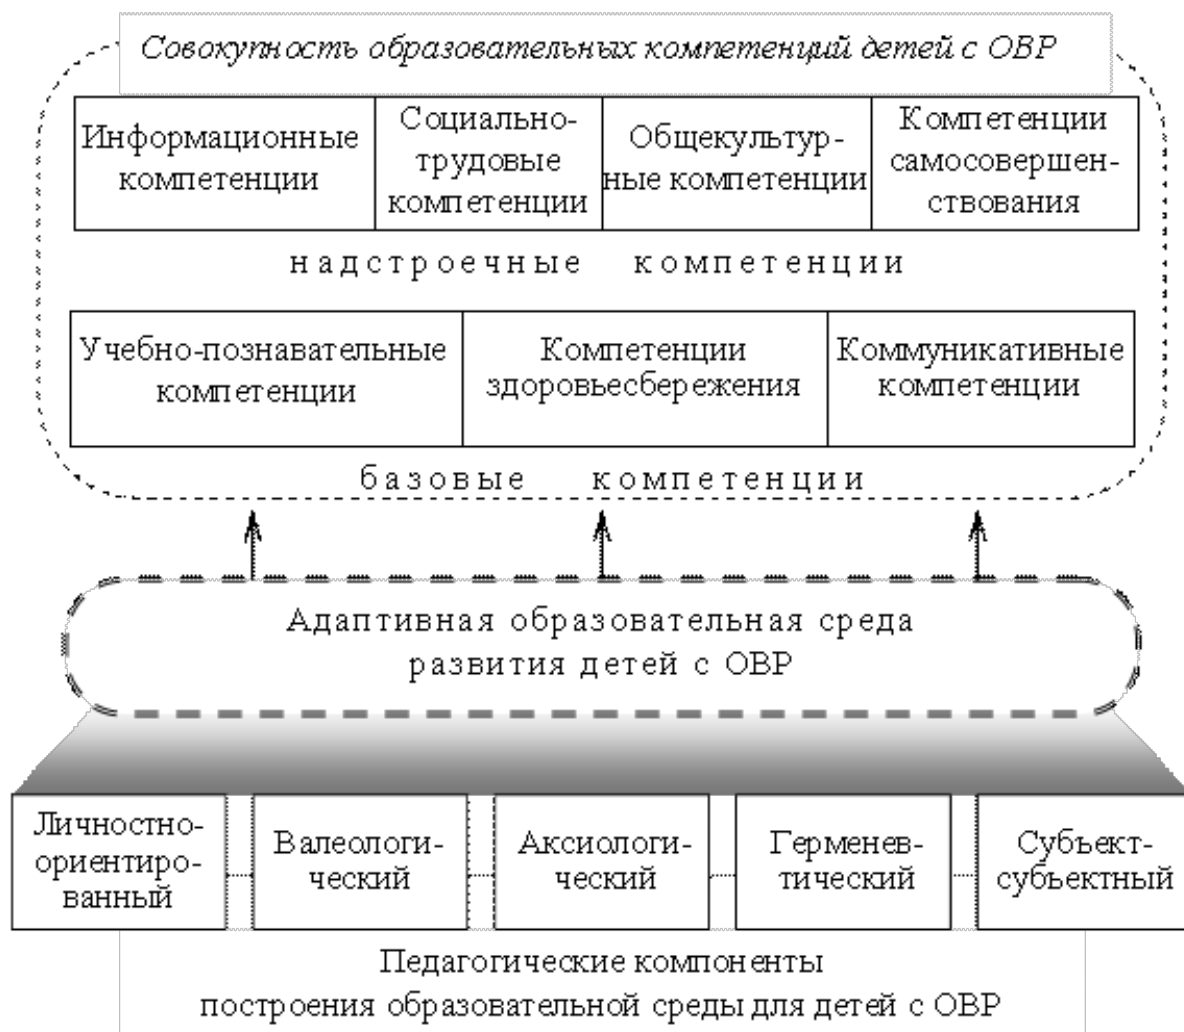 Совокупность образовательных компетенций детей с ОВР
Информационные
компетенции
Социально-
трудовые
компетенции
Общекультур-
ные компетенции
Компетенции
самосовершен-
ствования
надстроечные компетенции
Учебно-познавательные
компетенции
Компетенции
здоровьесбережения
Коммуникативные
компетенции
базовые компетенции
Адаптивная образовательная среда
развития детей с ОВР
Личностно-
ориентиро-
ванный
Валеологи-
ческий
Аксиологи-
ческий
Герменев-
тический
Субъект-
субъектный
Педагогические компоненты
построения образовательной среды для детей с ОВР